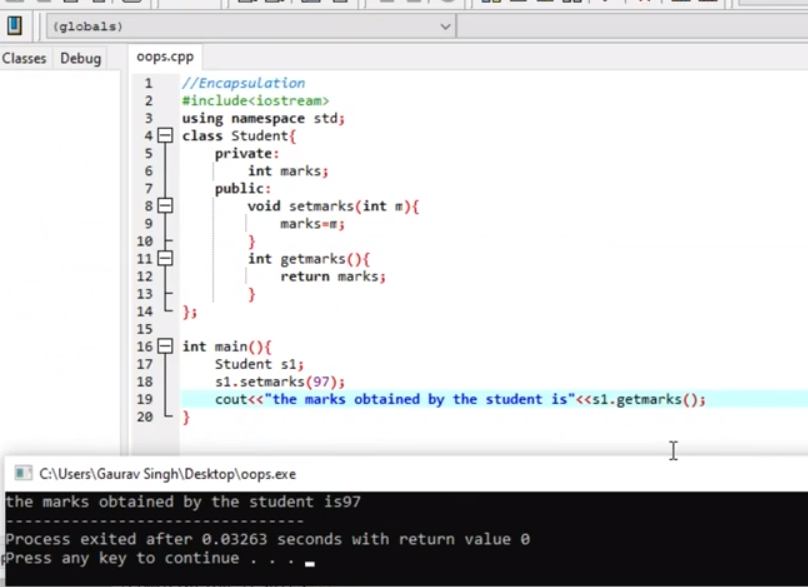 (globals)
Classes Debug oops.cpp
1 //Encapsulation
2 #include<iostream>
3 using namespace std;
4 class Student{
5 private:
6 int marks;
7 public:
8 void setmarks(int m){
9 marks=m;
10 }
11 int getmarks(){
12 return marks;
13 }
14 };
15
16 int main(){
17 Student s1;
18 s1.setmarks(97);
19 cout<<"the marks obtained by the student is"<<s1.getmarks();
20 }
C:\Users\Gaurav Singh\Desktop\oops.exe
the marks obtained by the student is97
--------------------------------
Process exited after 0.03263 seconds with return value 0
Press any key to continue . . .